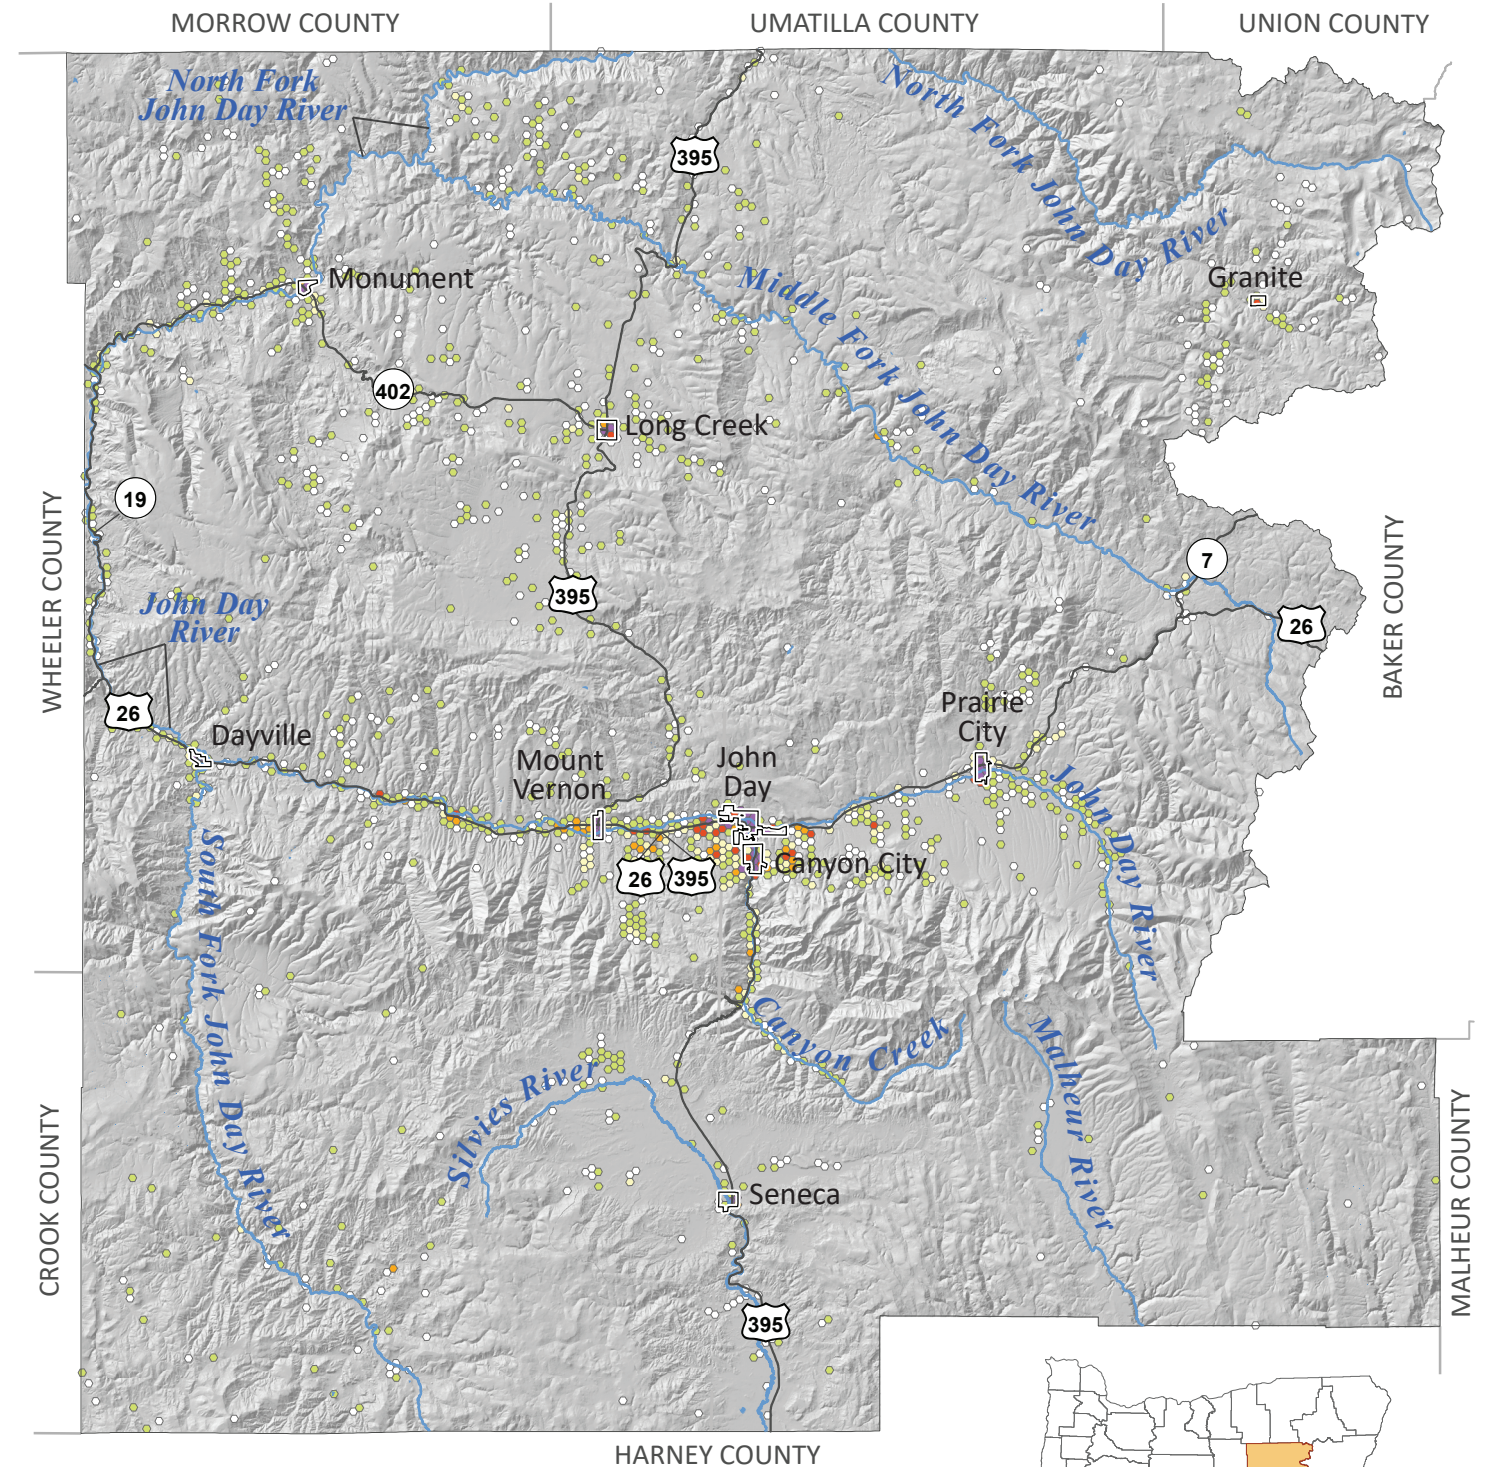 MORROW COUNTY
UMATILLA COUNTY
UNION COUNTY
North Fork
John Day River
North Fork John Day River
395
Monument
Middle Fork John Day River
Granite
402
Long Creek
19
WHEELER COUNTY
BAKER COUNTY
7
395
26
John Day
River
26
Dayville
Prairie
City
Mount
Vernon
John
Day
John Day River
26
395
Canyon City
South Fork John Day River
Canyon Creek
Malheur River
Silvies River
CROOK COUNTY
MALHEUR COUNTY
Seneca
395
HARNEY COUNTY